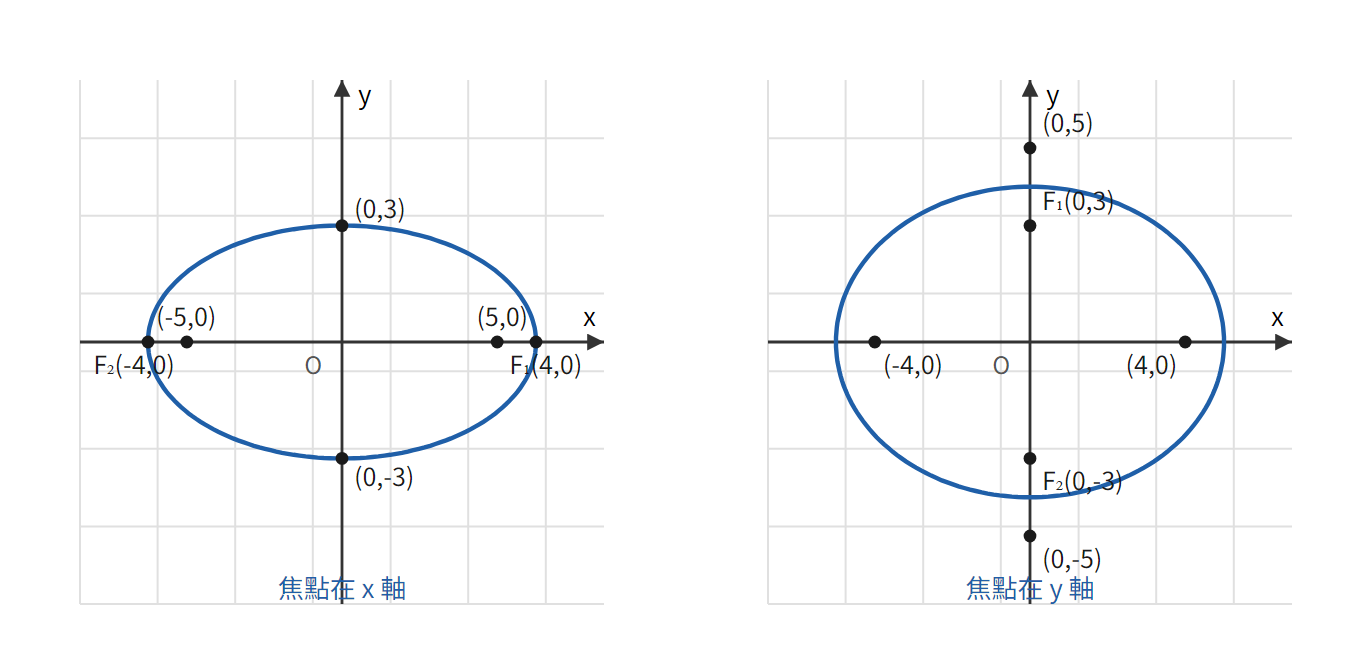 y
(0,3)
(-5,0)
(5,0)
x
F₂(-4,0)
O
F₁(4,0)
(0,-3)
焦點在 x 軸
y
(0,5)
F₁(0,3)
x
(-4,0)
O
(4,0)
F₂(0,-3)
(0,-5)
焦點在 y 軸